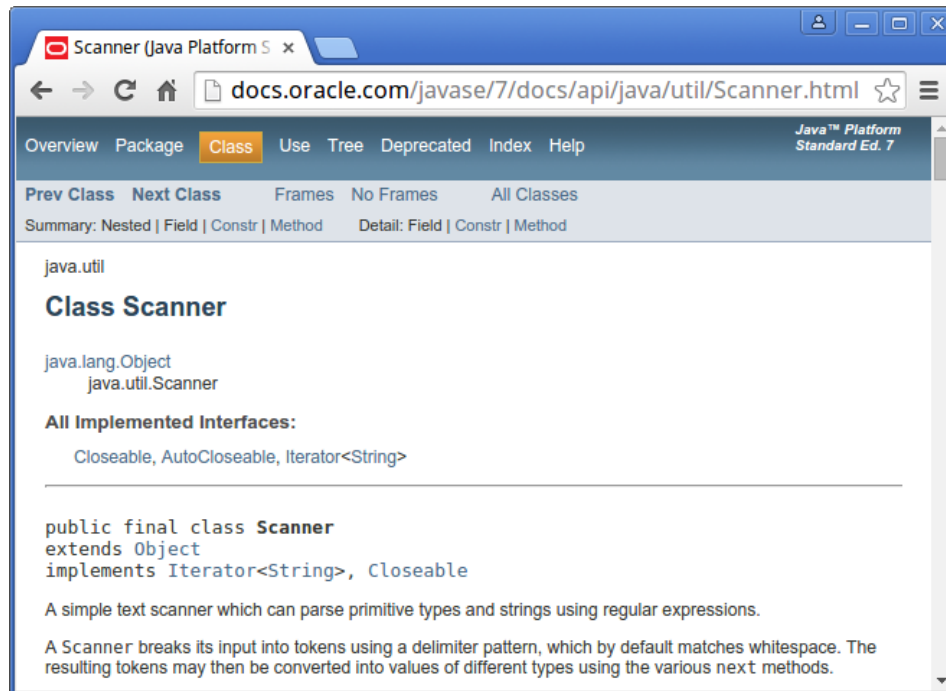 Scanner (Java Platform S
docs.oracle.com/javase/7/docs/api/java/util/Scanner.html
Overview Package Class Use Tree Deprecated Index Help
Java™ Platform
Standard Ed. 7
Prev Class Next Class Frames No Frames All Classes
Summary: Nested | Field | Constr | Method Detail: Field | Constr | Method
java.util
Class Scanner
java.lang.Object
java.util.Scanner
All Implemented Interfaces:
Closeable, AutoCloseable, Iterator<String>
public final class Scanner
extends Object
implements Iterator<String>, Closeable
A simple text scanner which can parse primitive types and strings using regular expressions.
A Scanner breaks its input into tokens using a delimiter pattern, which by default matches whitespace. The
resulting tokens may then be converted into values of different types using the various next methods.